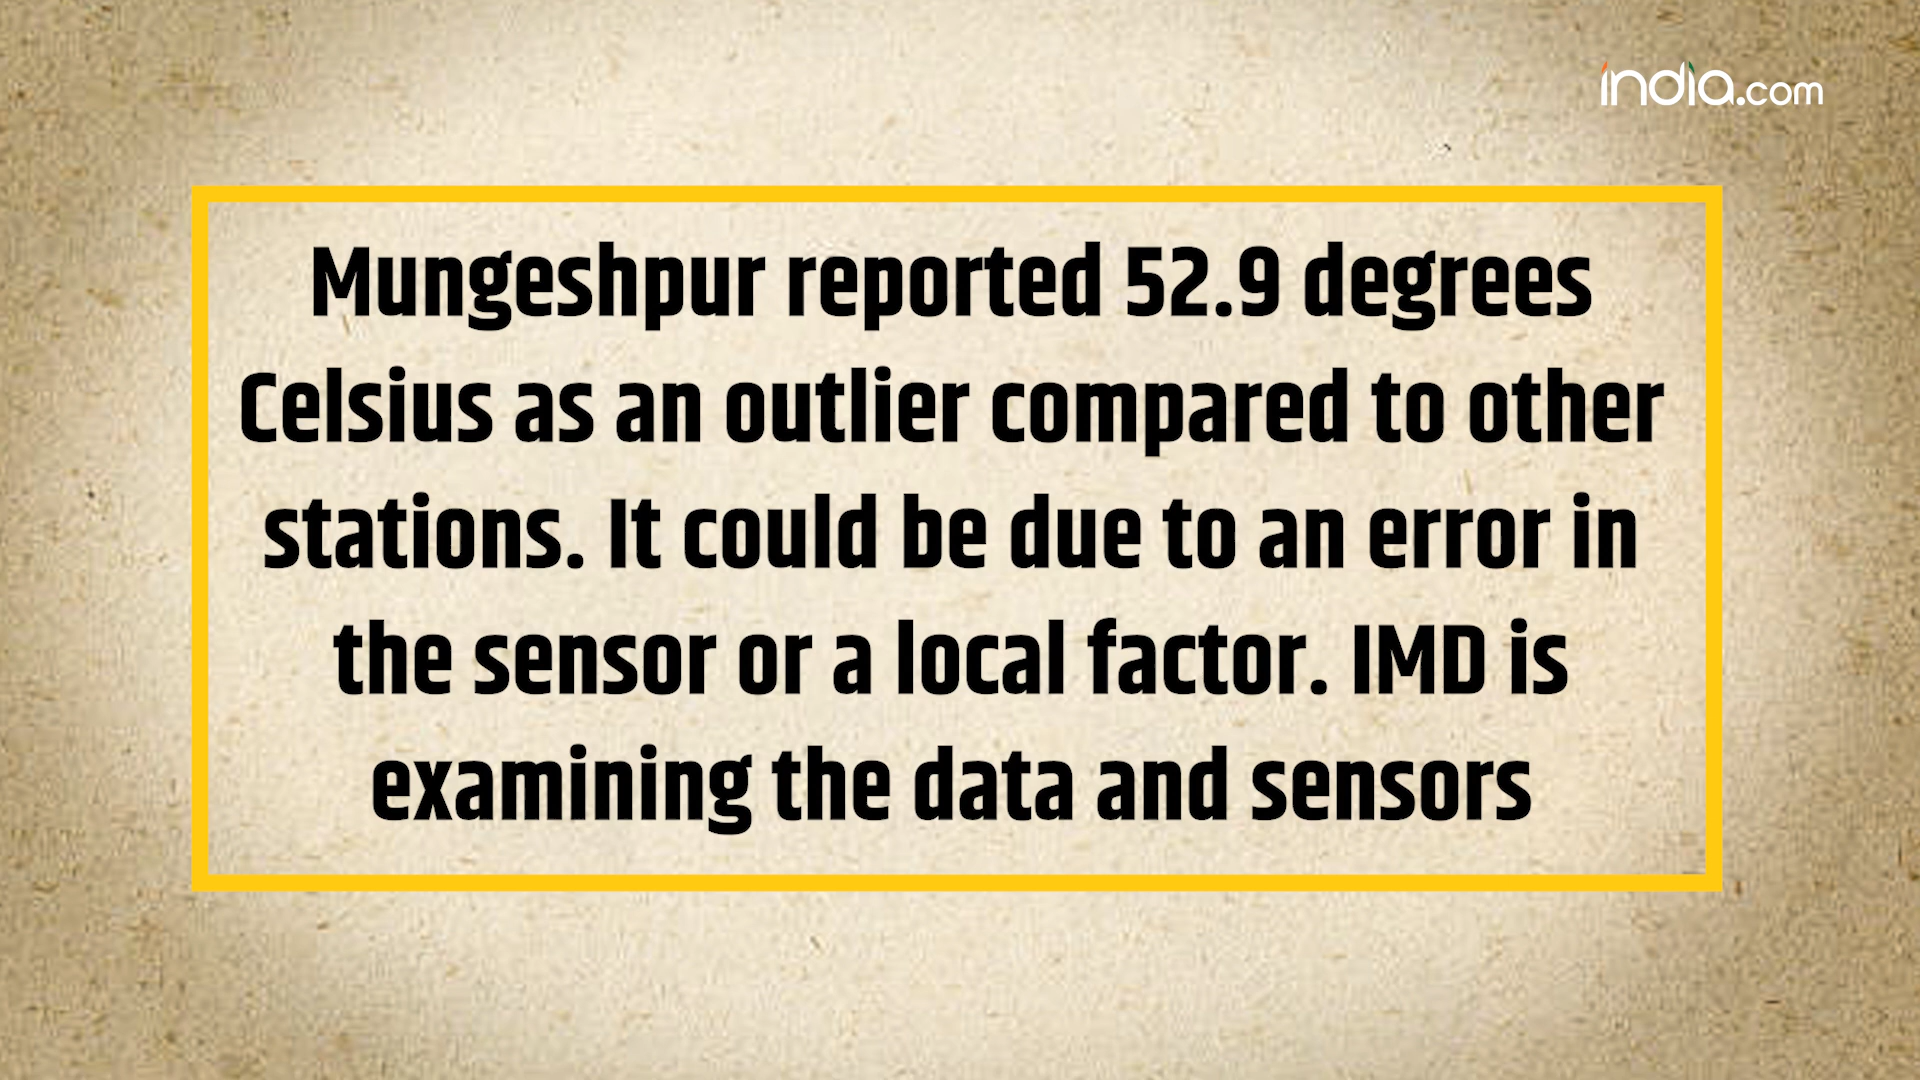 india.com
Mungeshpur reported 52.9 degrees
Celsius as an outlier compared to other
stations. It could be due to an error in
the sensor or a local factor. IMD is
examining the data and sensors